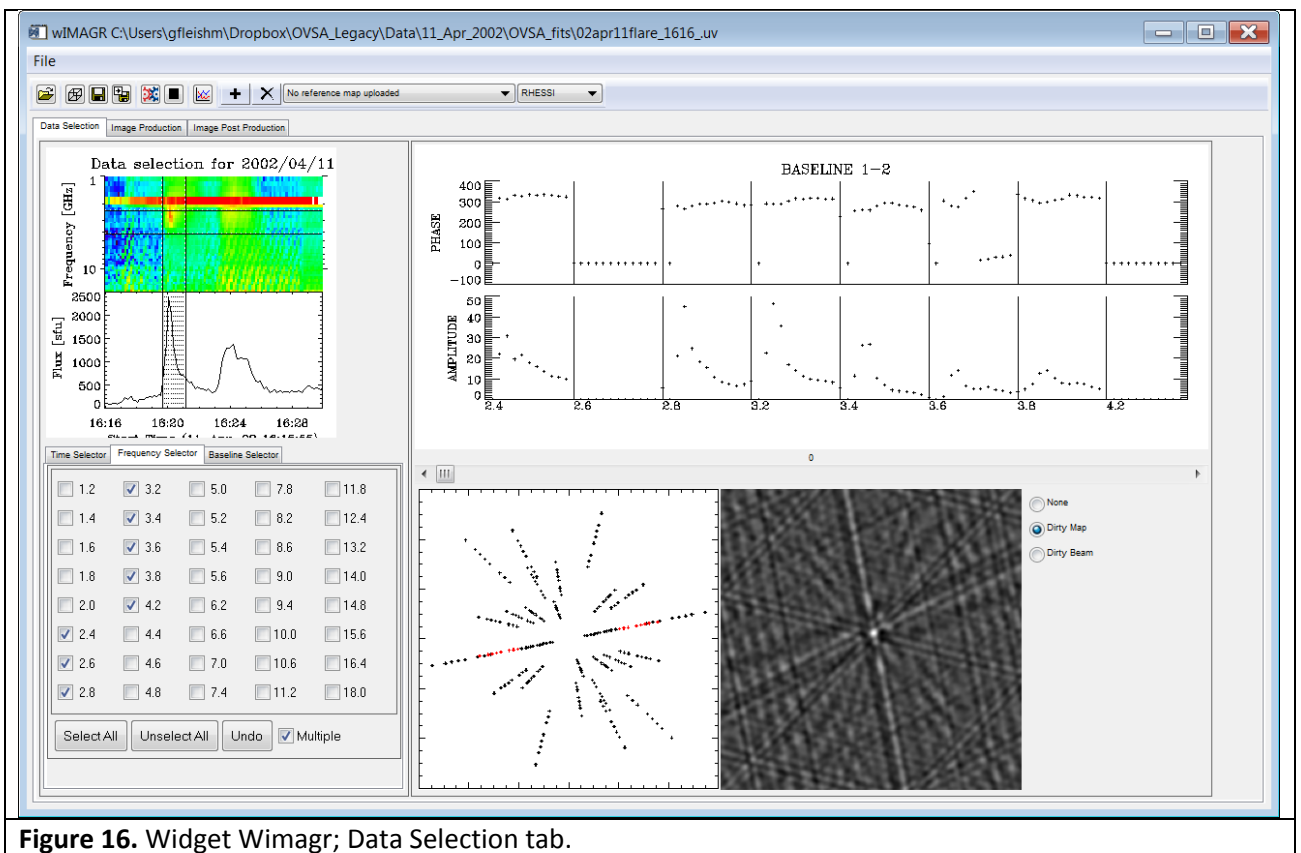 wIMAGR C:\Users\gfleishm\Dropbox\OVSA_Legacy\Data\11_Apr_2002\OVSA_fits\02apr11flare_1616_.uv
File
No reference map uploaded RHESSI
Data Selection Image Production Image Post Production
Data selection for 2002/04/11
Frequency [GHz]
1
10
Flux [sfu]
2500
2000
1500
1000
500
0
16:16 16:20 16:24 16:28
BASELINE 1-2
PHASE
400
300
200
100
0
-100
AMPLITUDE
50
40
30
20
10
0
2.4 2.6 2.8 3.2 3.4 3.6 3.8 4.2
0
Time Selector Frequency Selector Baseline Selector
1.2 3.2 5.0 7.8 11.8
1.4 3.4 5.2 8.2 12.4
1.6 3.6 5.4 8.6 13.2
1.8 3.8 5.6 9.0 14.0
2.0 4.2 6.2 9.4 14.8
2.4 4.4 6.6 10.0 15.6
2.6 4.6 7.0 10.6 16.4
2.8 4.8 7.4 11.2 18.0
Select All Unselect All Undo Multiple
None
Dirty Map
Dirty Beam
Figure 16. Widget Wimagr; Data Selection tab.